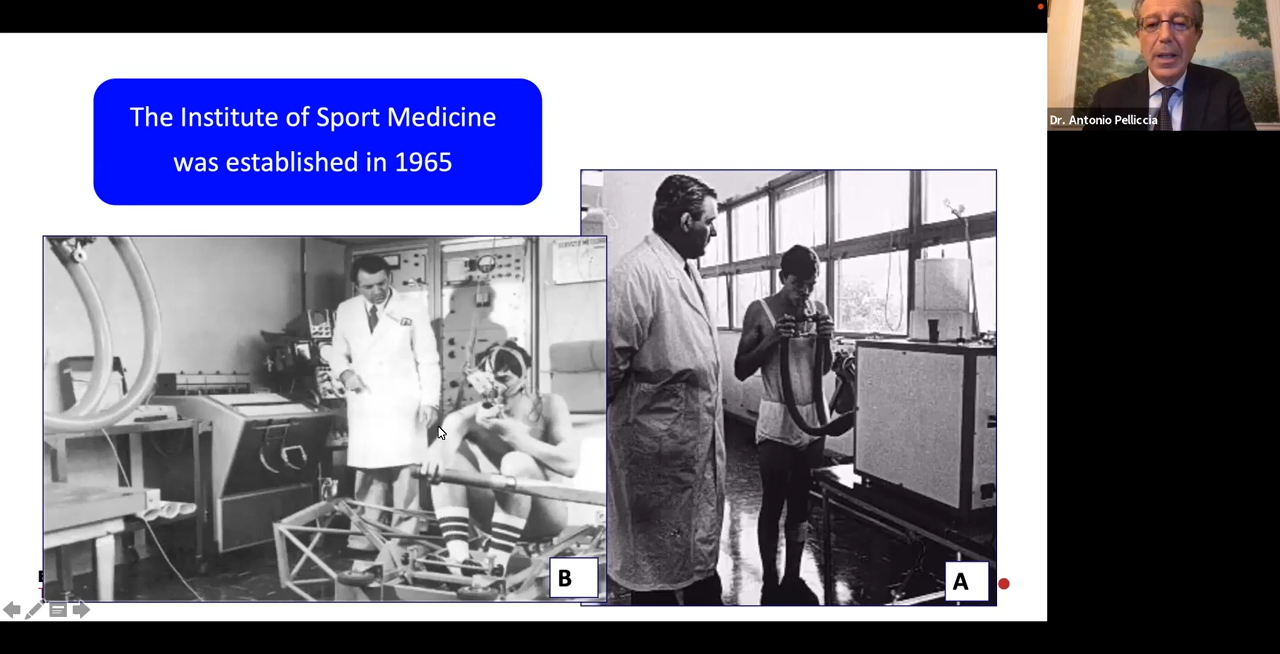 The Institute of Sport Medicine
was established in 1965
Dr. Antonio Pelliccia
B
A